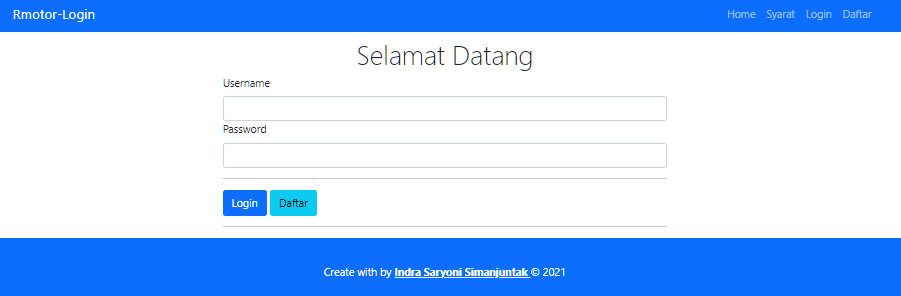 Rmotor-Login Home Syarat Login Daftar
Selamat Datang
Username
Password
Login Daftar
Create with by Indra Saryoni Simanjuntak © 2021